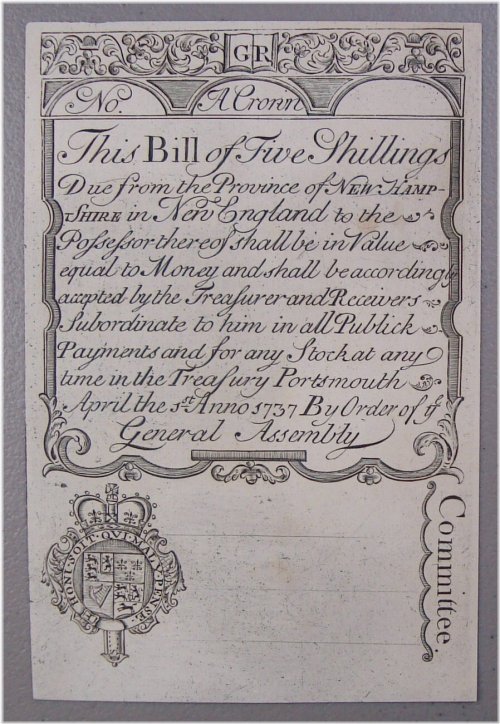 GR
No. A Crown
This Bill of Five Shillings
Due from the Province of NEW-HAMP-
SHIRE in New England to the
Poſseſsor thereof shall be in Value
equal to Money and shall be accordingly
accepted by the Treaſurer and Receivers
Subordinate to him in all Publick
Payments and for any Stock at any
time in the Treaſury Portsmouth
April the 1st. Anno 1737 By Order of ye
General Assembly
HONI·SOIT·QUI·MAL·Y·PENSE·
Committee.